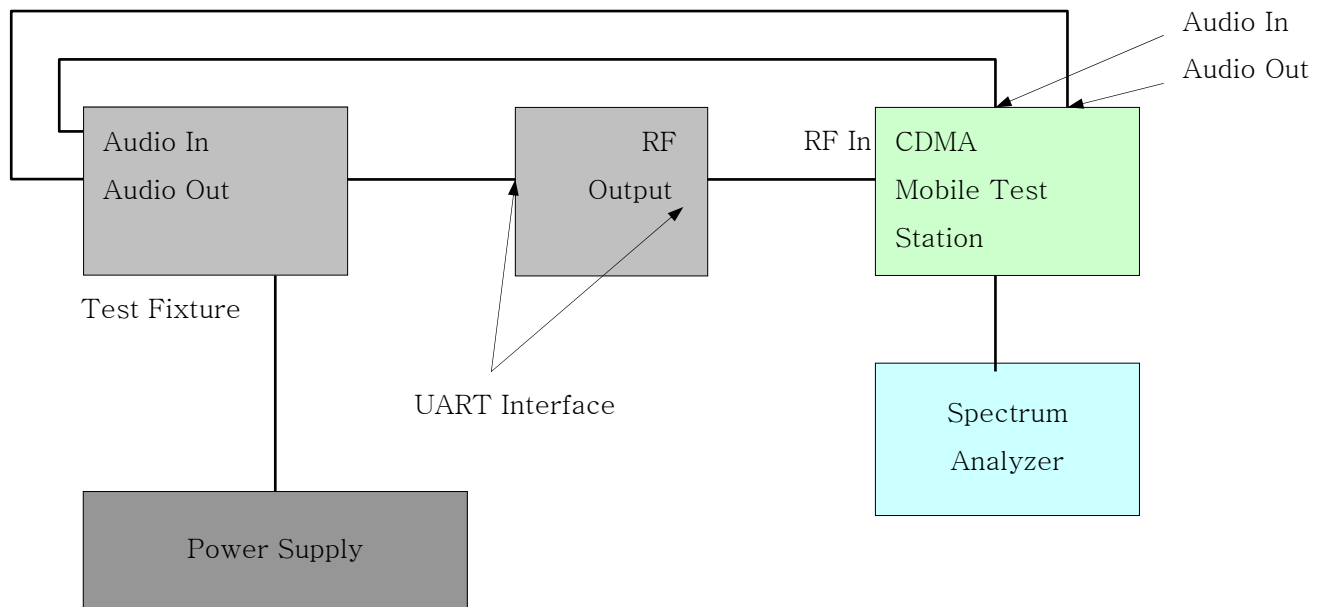 Audio In
Audio Out
Audio In
Audio Out
RF
Output
RF In
CDMA
Mobile Test
Station
Test Fixture
UART Interface
Spectrum
Analyzer
Power Supply